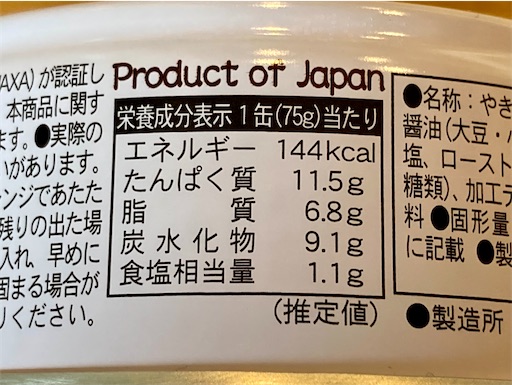 JAXA) が認証し
本商品に関す
ます。●実際の
いがあります。
レンジであたた
残りの出た場
入れ、早めに
固まる場合が
りください。
Product of Japan
栄養成分表示 1缶(75g)当たり
エネルギー 144kcal
たんぱく質 11.5g
脂質 6.8g
炭水化物 9.1g
食塩相当量 1.1g
(推定値)
●名称:やき
醤油(大豆・
塩、ロースト
糖類)、加工デ
料 ●固形量
に記載 ●製
●製造所